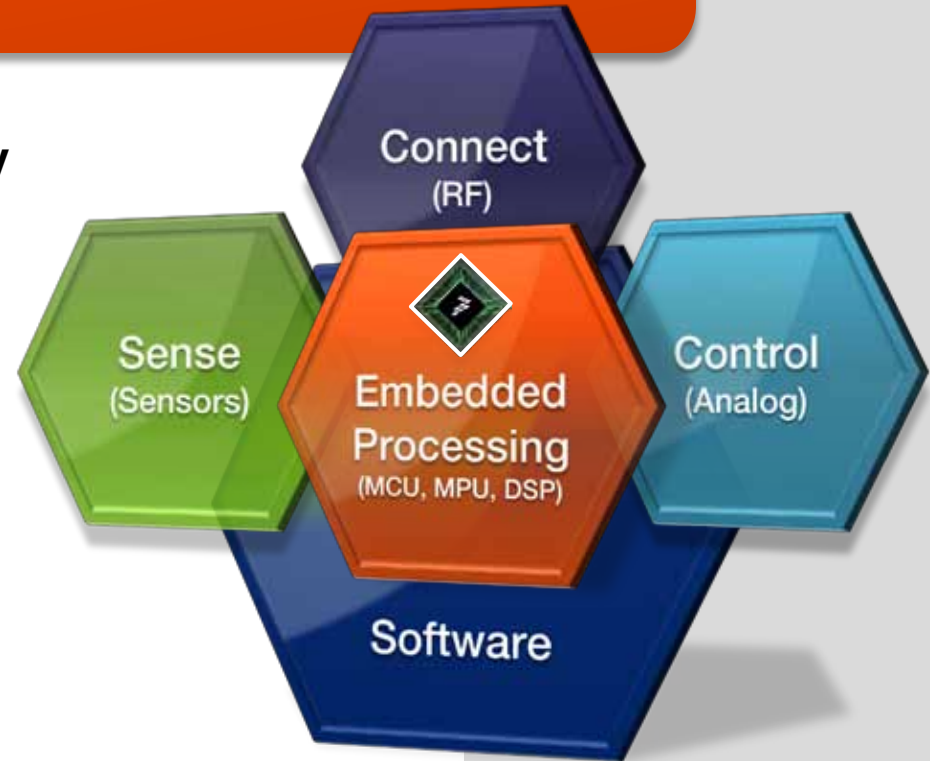 Connect
(RF)
Sense
(Sensors)
Embedded
Processing
(MCU, MPU, DSP)
Control
(Analog)
Software